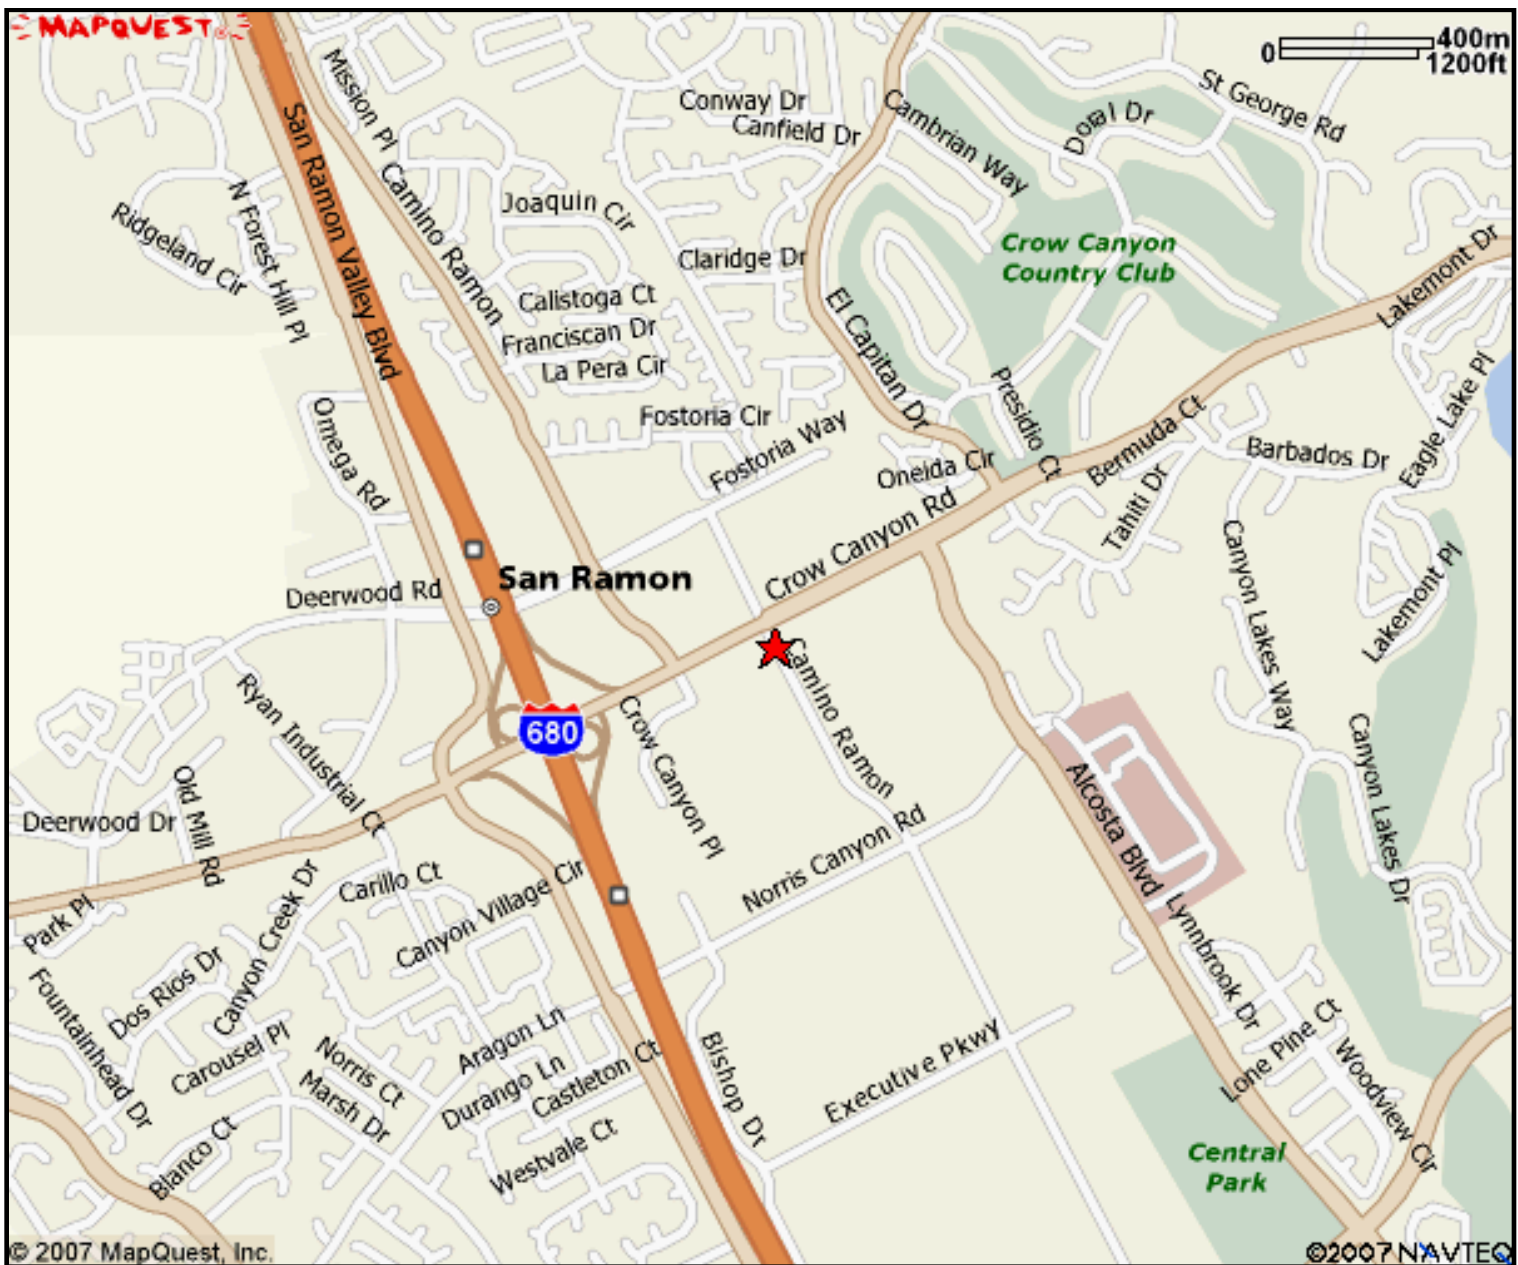 MAPQUEST
400m
0
1200ft
Mission Pl
San Ramon Valley Blvd
Camino Ramon
Conway Dr
Canfield Dr
Cambrian Way
Doral Dr
St George Rd
N Forest Hill Pl
Ridgeland Cir
Joaquin Cir
Claridge Dr
Crow Canyon
Country Club
Lakemont Dr
Calistoga Ct
Franciscan Dr
La Pera Cir
El Capitan Dr
Presidio Ct
Eagle Lake Pl
Omega Rd
Fostoria Cir
Fostoria Way
Oneida Cir
Bermuda Ct
Barbados Dr
Tahiti Dr
Crow Canyon Rd
Canyon Lakes Way
Lakemont Pl
San Ramon
Deerwood Rd
Camino Ramon
Ryan Industrial Ct
680
Crow Canyon Pl
Old Mill Rd
Deerwood Dr
Alcosta Blvd
Canyon Lakes Dr
Norris Canyon Rd
Carillo Ct
Canyon Village Cir
Park Pl
Canyon Creek Dr
Lynnbrook Dr
Dos Rios Dr
Fountainhead Dr
Carousel Pl
Norris Ct
Marsh Dr
Aragon Ln
Durango Ln
Castleton Ct
Bishop Dr
Executive Pkwy
Lone Pine Ct
Woodview Cir
Blanco Ct
Westvale Ct
Central
Park
© 2007 MapQuest, Inc.
©2007 NAVTEQ